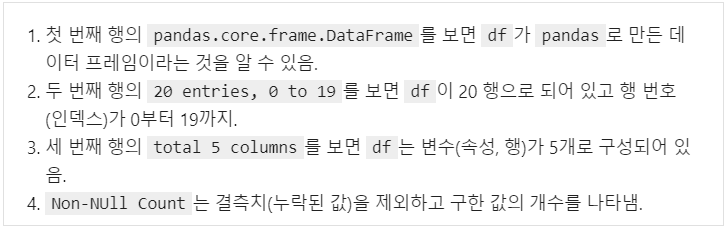 1. 첫 번째 행의 pandas.core.frame.DataFrame 를 보면 df 가 pandas 로 만든 데
이터 프레임이라는 것을 알 수 있음.
2. 두 번째 행의 20 entries, 0 to 19 를 보면 df 이 20 행으로 되어 있고 행 번호
(인덱스)가 0부터 19까지.
3. 세 번째 행의 total 5 columns 를 보면 df 는 변수(속성, 행)가 5개로 구성되어 있
음.
4. Non-NUll Count 는 결측치(누락된 값)을 제외하고 구한 값의 개수를 나타냄.